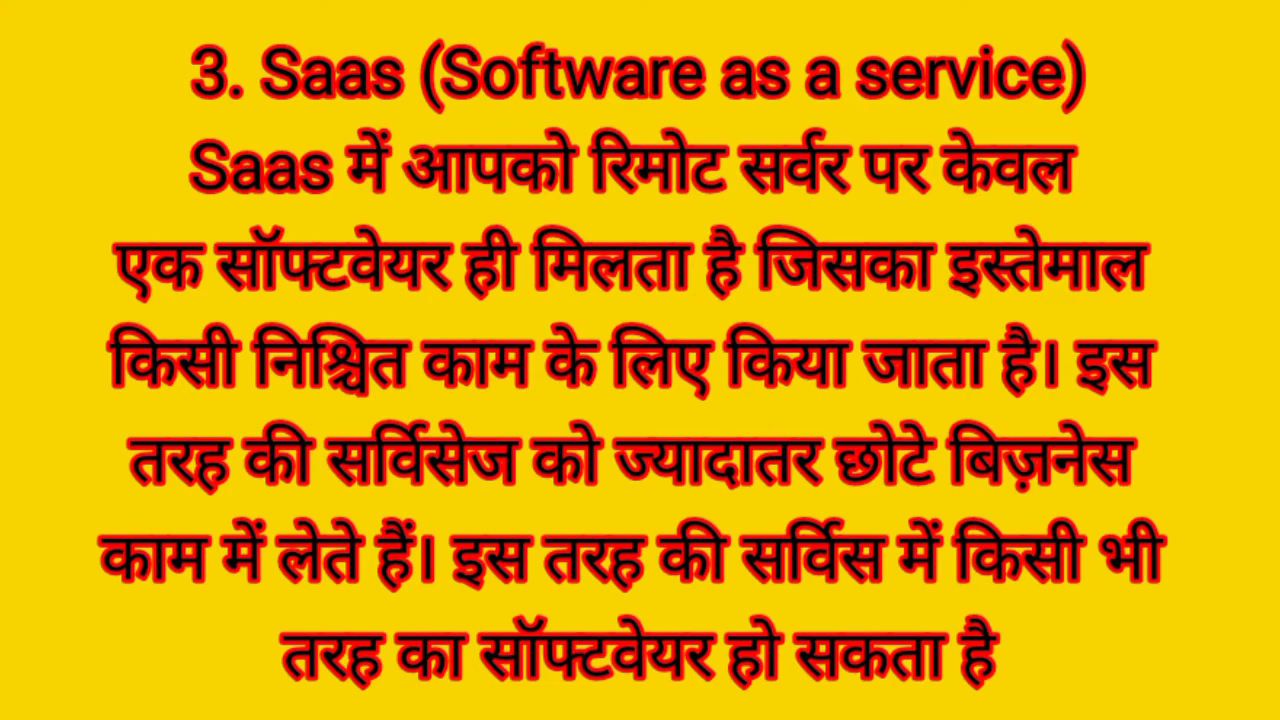 3. Saas (Software as a service)
Saas में आपको रिमोट सर्वर पर केवल
एक सॉफ्टवेयर ही मिलता है जिसका इस्तेमाल
किसी निश्चित काम के लिए किया जाता है। इस
तरह की सर्विसेज को ज्यादातर छोटे बिज़नेस
काम में लेते हैं। इस तरह की सर्विस में किसी भी
तरह का सॉफ्टवेयर हो सकता है